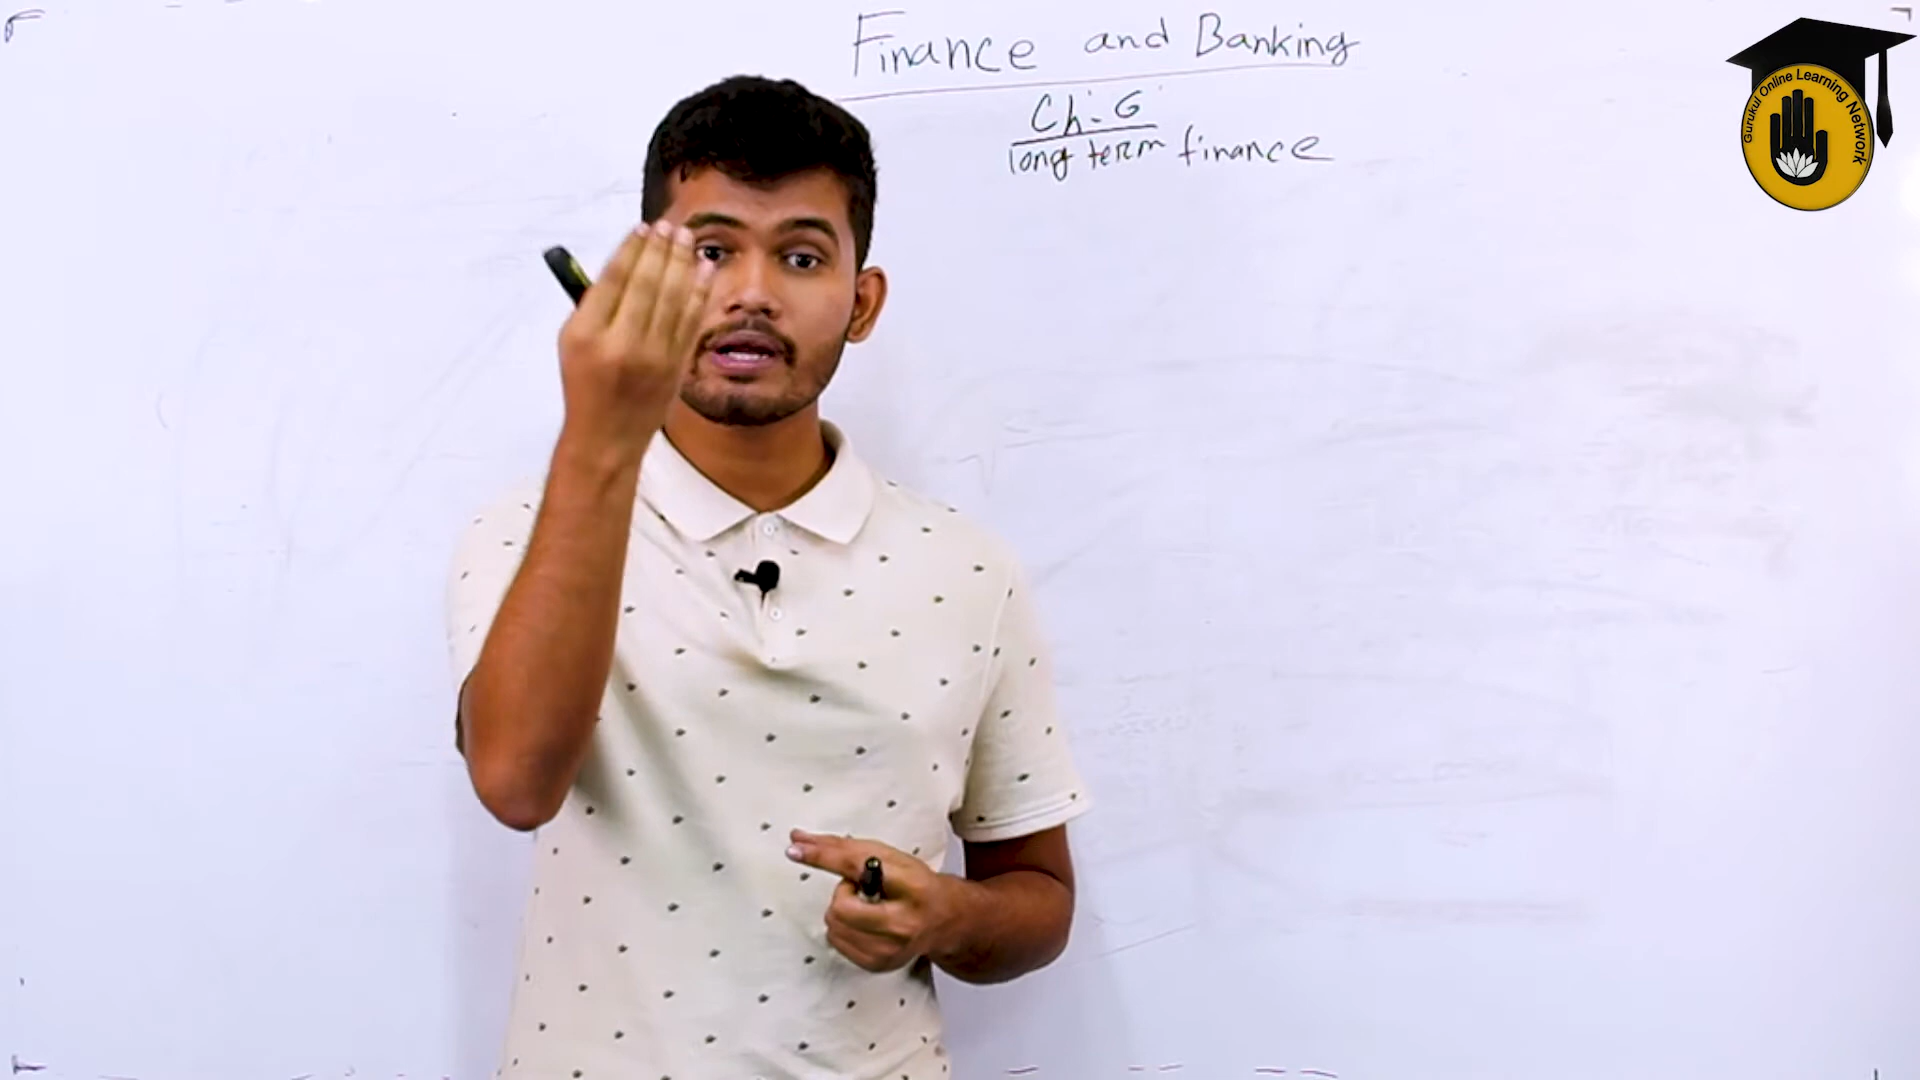 Finance and Banking
Ch:-6
long term finance
Gurukul Online Learning Network